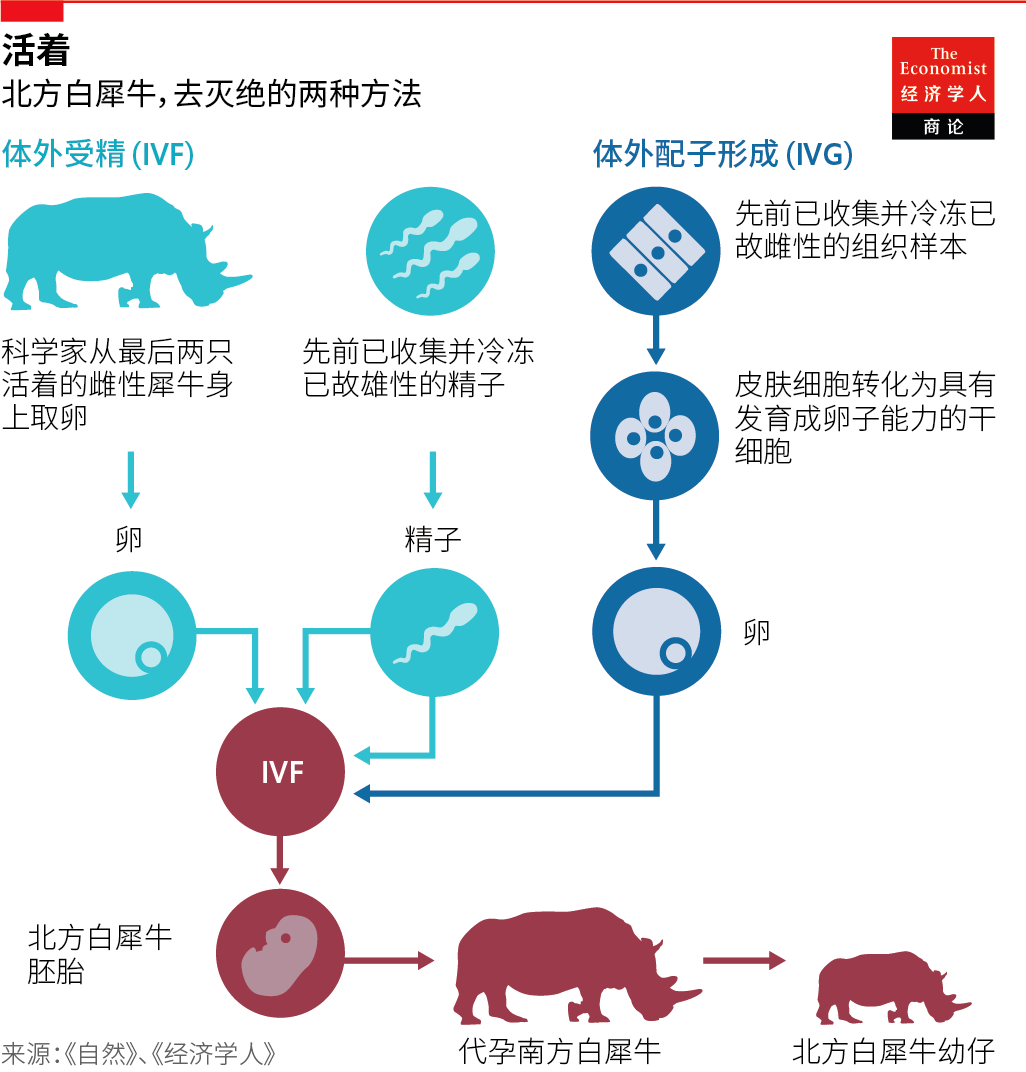 活着
北方白犀牛，去灭绝的两种方法
The
Economist
经济学人
商论
体外受精 (IVF)
科学家从最后两只
活着的雌性犀牛身
上取卵
先前已收集并冷冻
已故雄性的精子
卵
精子
体外配子形成 (IVG)
先前已收集并冷冻已
故雌性的组织样本
皮肤细胞转化为具有
发育成卵子能力的干
细胞
卵
IVF
北方白犀牛
胚胎
代孕南方白犀牛
北方白犀牛幼仔
来源：《自然》、《经济学人》